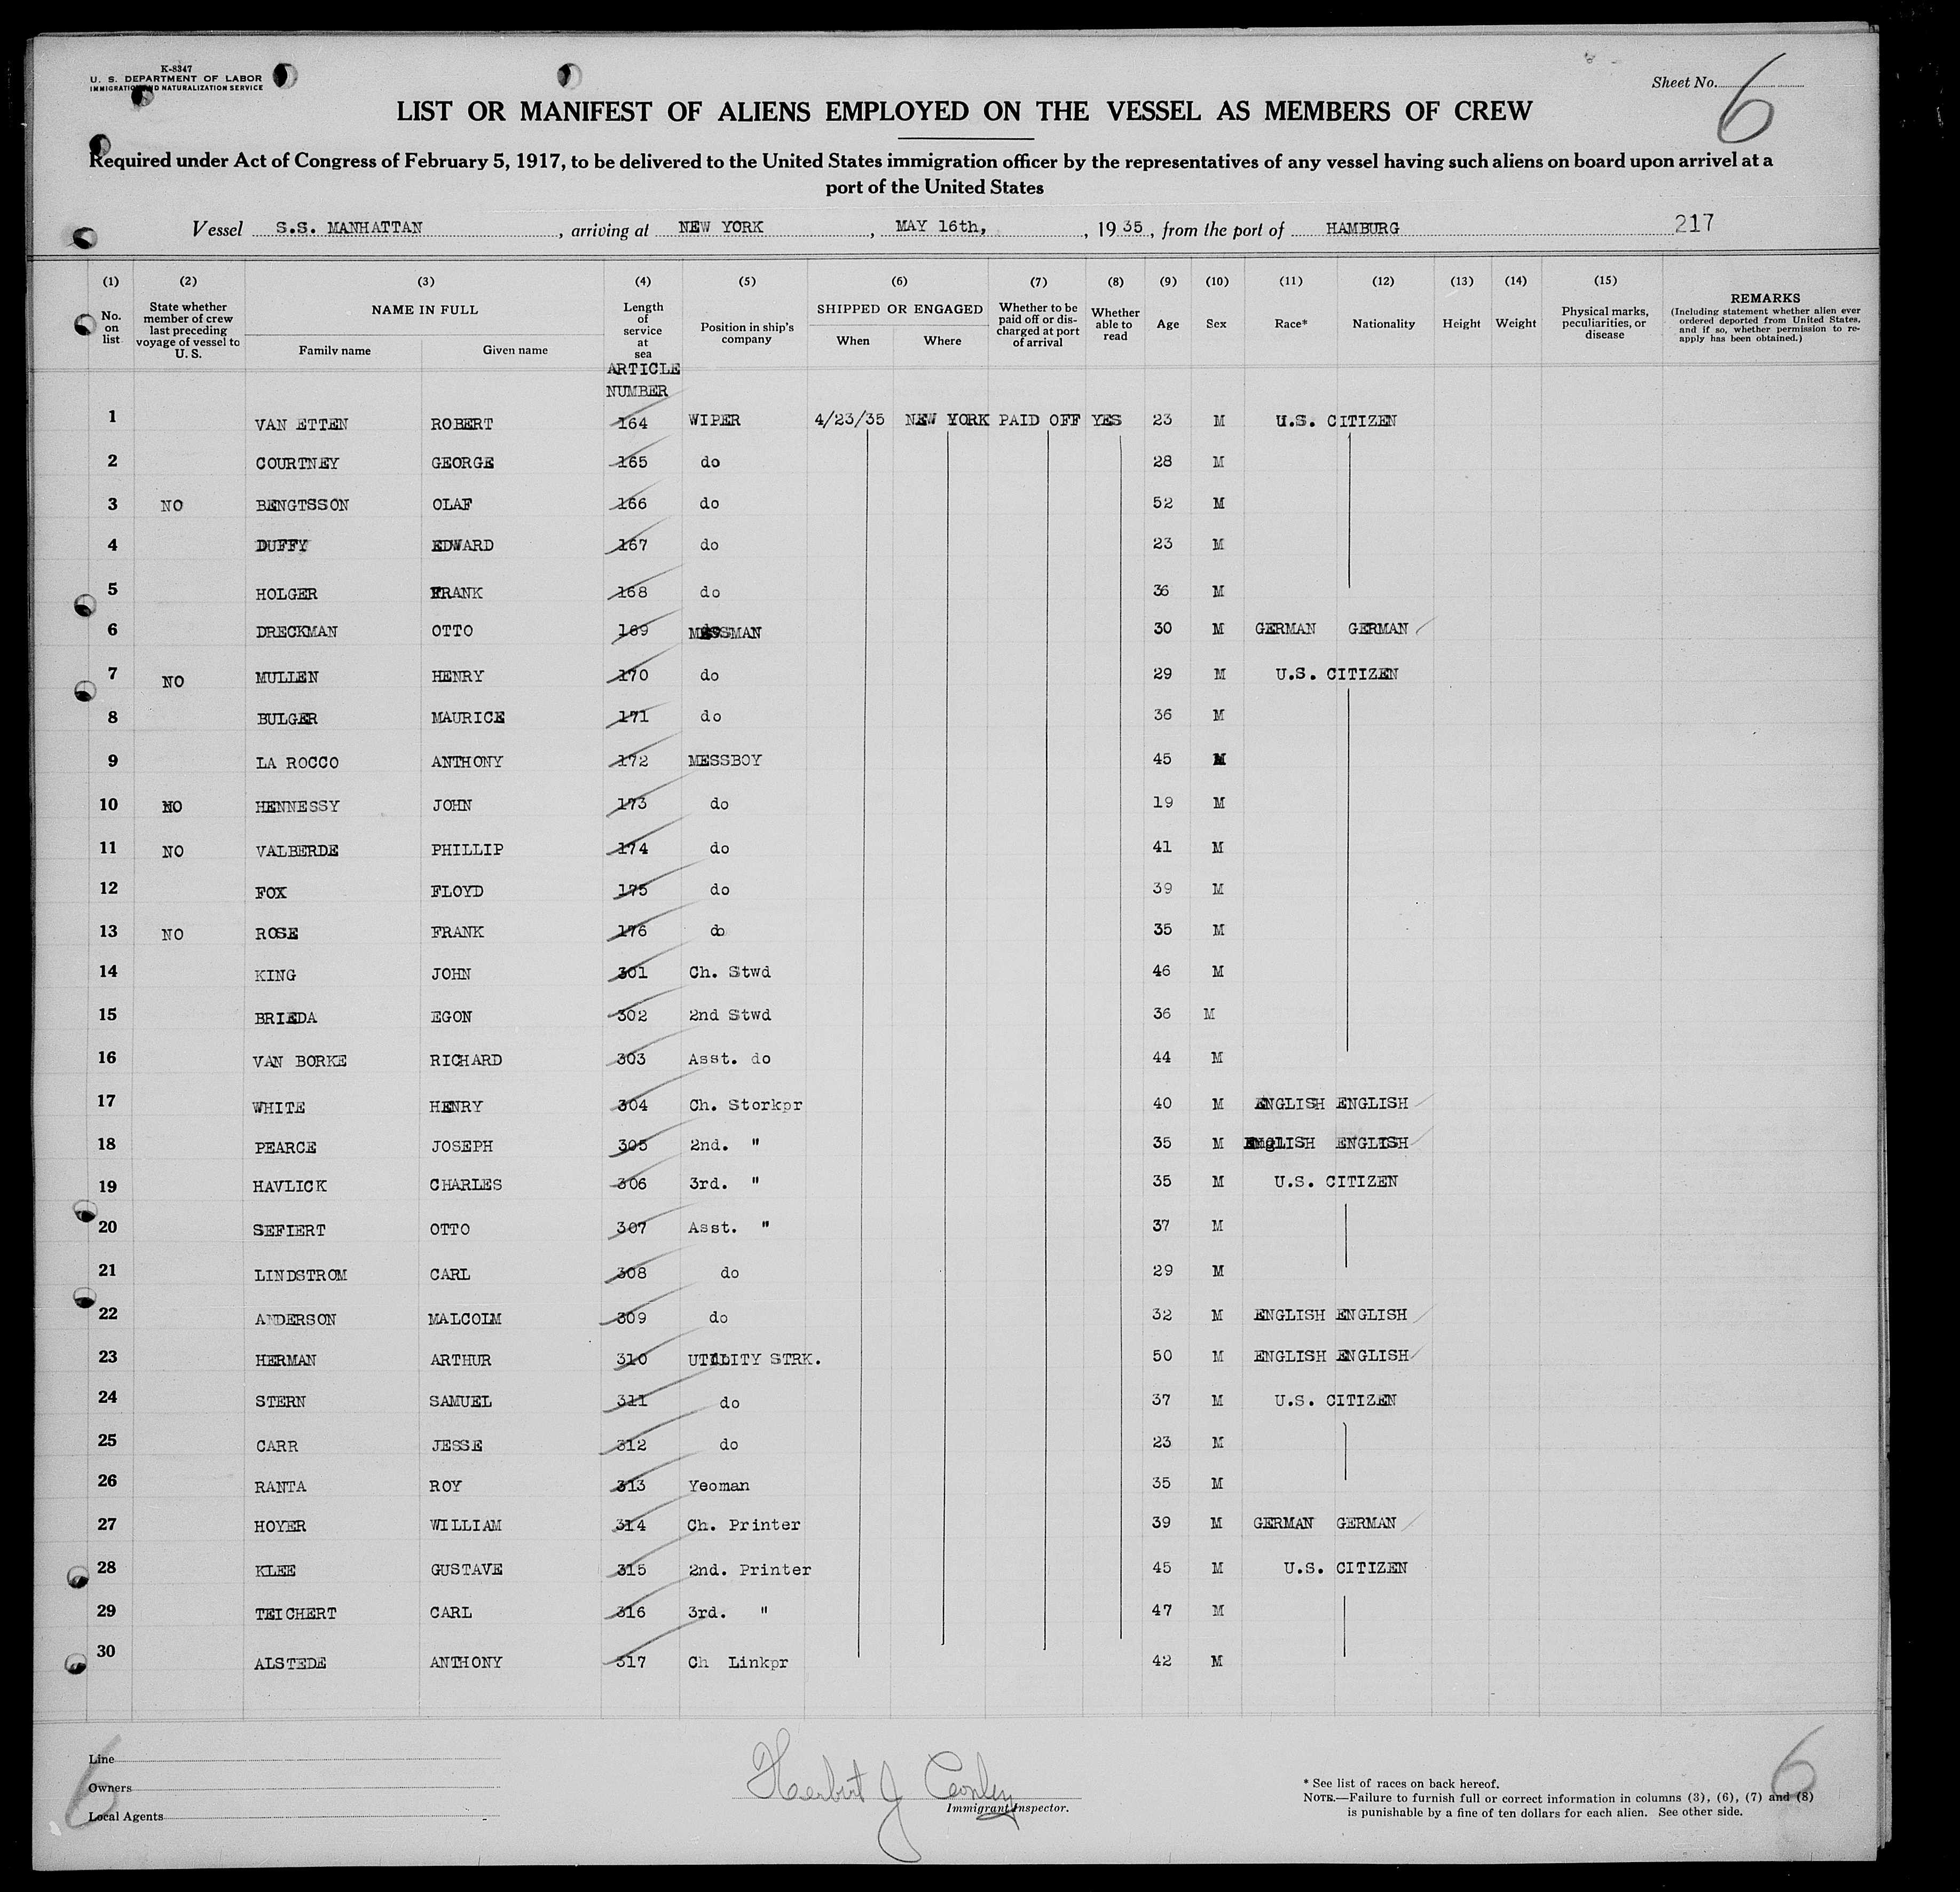 K-8347
U. S. DEPARTMENT OF LABOR
IMMIGRATION AND NATURALIZATION SERVICE
Sheet No. 6
LIST OR MANIFEST OF ALIENS EMPLOYED ON THE VESSEL AS MEMBERS OF CREW
Required under Act of Congress of February 5, 1917, to be delivered to the United States immigration officer by the representatives of any vessel having such aliens on board upon arrival at a
port of the United States
Vessel S.S. MANHATTAN, arriving at NEW YORK, MAY 16th, , 1935, from the port of HAMBURG 217
(1) (2) (3) (4) (5) (6) (7) (8) (9) (10) (11) (12) (13) (14) (15)
No. on list State whether member of crew last preceding voyage of vessel to U. S. NAME IN FULL Family name Given name Length of service at sea Position in ship's company SHIPPED OR ENGAGED When Where Whether to be paid off or discharged at port of arrival Whether able to read Age Sex Race* Nationality Height Weight Physical marks, peculiarities, or disease REMARKS (Including statement whether alien ever ordered deported from United States, and if so, whether permission to re-apply has been obtained.)
ARTICLE
NUMBER
1 VAN ETTEN ROBERT 164 WIPER 4/23/35 NEW YORK PAID OFF YES 23 M U.S. CITIZEN
2 COURTNEY GEORGE 165 do 28 M
3 NO BENGTSSON OLAF 166 do 52 M
4 DUFFY EDWARD 167 do 23 M
5 HOLGER FRANK 168 do 36 M
6 DRECKMAN OTTO 169 MESSMAN 30 M GERMAN GERMAN
7 NO MULLEN HENRY 170 do 29 M U.S. CITIZEN
8 BULGER MAURICE 171 do 36 M
9 LA ROCCO ANTHONY 172 MESSBOY 45 M
10 NO HENNESSY JOHN 173 do 19 M
11 NO VALBERDE PHILLIP 174 do 41 M
12 FOX FLOYD 175 do 39 M
13 NO ROSE FRANK 176 do 35 M
14 KING JOHN 301 Ch. Stwd 46 M
15 BRIEDA EGON 302 2nd Stwd 36 M
16 VAN BORKE RICHARD 303 Asst. do 44 M
17 WHITE HENRY 304 Ch. Storkpr 40 M ENGLISH ENGLISH
18 PEARCE JOSEPH 305 2nd. " 35 M ENglISH ENGLISH
19 HAVLICK CHARLES 306 3rd. " 35 M U.S. CITIZEN
20 SEFIERT OTTO 307 Asst. " 37 M
21 LINDSTROM CARL 308 do 29 M
22 ANDERSON MALCOLM 309 do 32 M ENGLISH ENGLISH
23 HERMAN ARTHUR 310 UTILITY STRK. 50 M ENGLISH ENGLISH
24 STERN SAMUEL 311 do 37 M U.S. CITIZEN
25 CARR JESSE 312 do 23 M
26 RANTA ROY 313 Yeoman 35 M
27 HOYER WILLIAM 314 Ch. Printer 39 M GERMAN GERMAN
28 KLEE GUSTAVE 315 2nd. Printer 45 M U.S. CITIZEN
29 TEICHERT CARL 316 3rd. " 47 M
30 ALSTEDE ANTHONY 317 Ch Linkpr 42 M
Line
Owners
Local Agents
6
Herbert J Conley
Immigrant Inspector.
6
* See list of races on back hereof.
NOTE.—Failure to furnish full or correct information in columns (3), (6), (7) and (8)
is punishable by a fine of ten dollars for each alien. See other side.